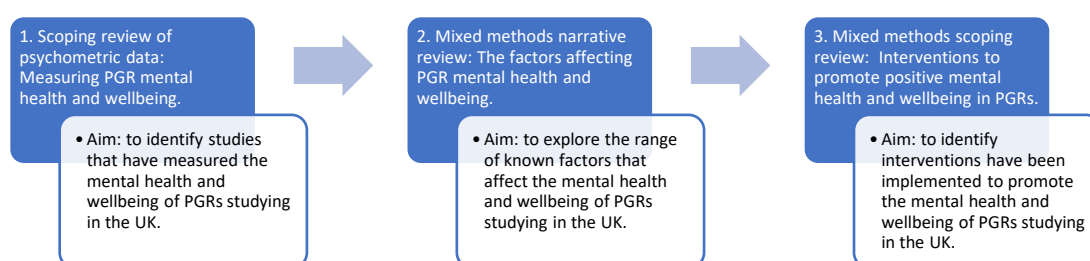 1. Scoping review of
psychometric data:
Measuring PGR mental
health and wellbeing.
• Aim: to identify studies
that have measured the
mental health and
wellbeing of PGRs studying
in the UK.
2. Mixed methods narrative
review: The factors affecting
PGR mental health and
wellbeing.
• Aim: to explore the range
of known factors that
affect the mental health
and wellbeing of PGRs
studying in the UK.
3. Mixed methods scoping
review:  Interventions to
promote positive mental
health and wellbeing in PGRs.
• Aim: to identify
interventions have been
implemented to promote
the mental health and
wellbeing of PGRs studying
in the UK.